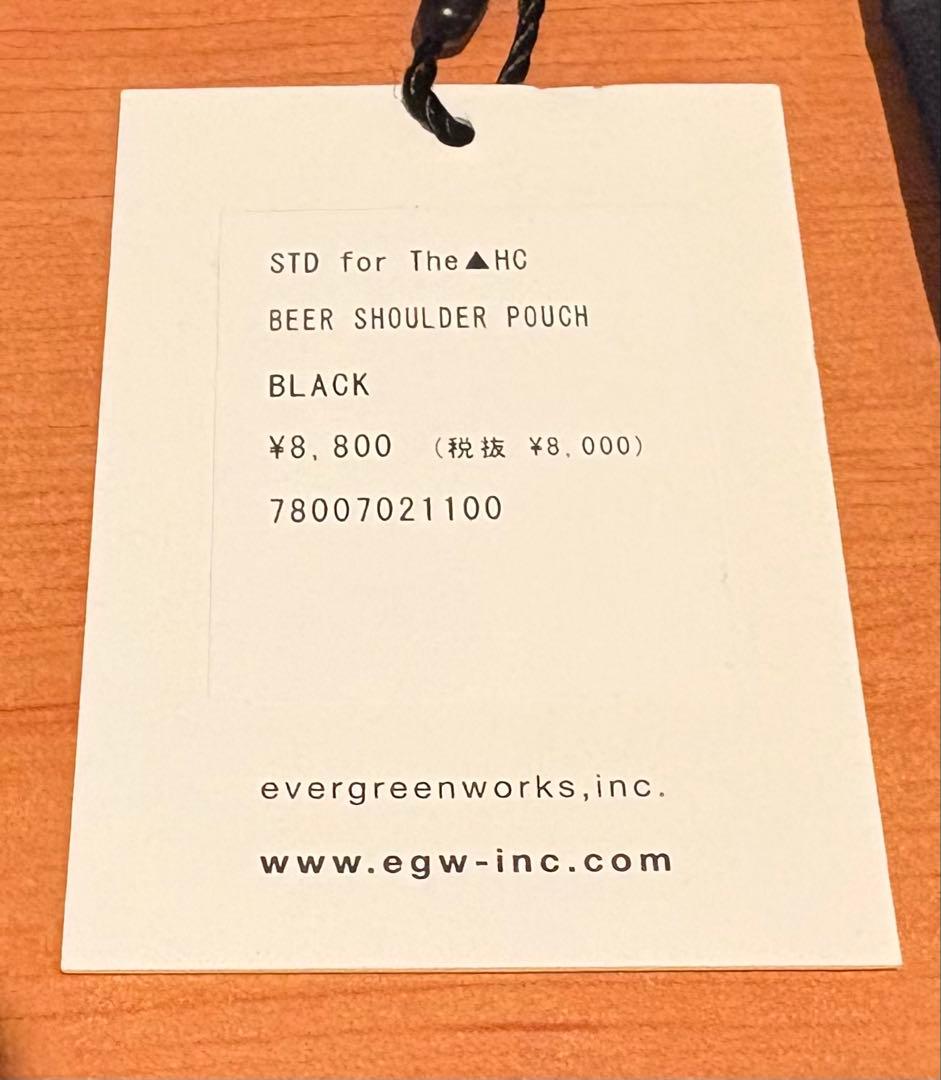 STD for The▲HC
BEER SHOULDER POUCH
BLACK
¥8,800 (税抜 ¥8,000)
78007021100
evergreenworks,inc.
www.egw-inc.com